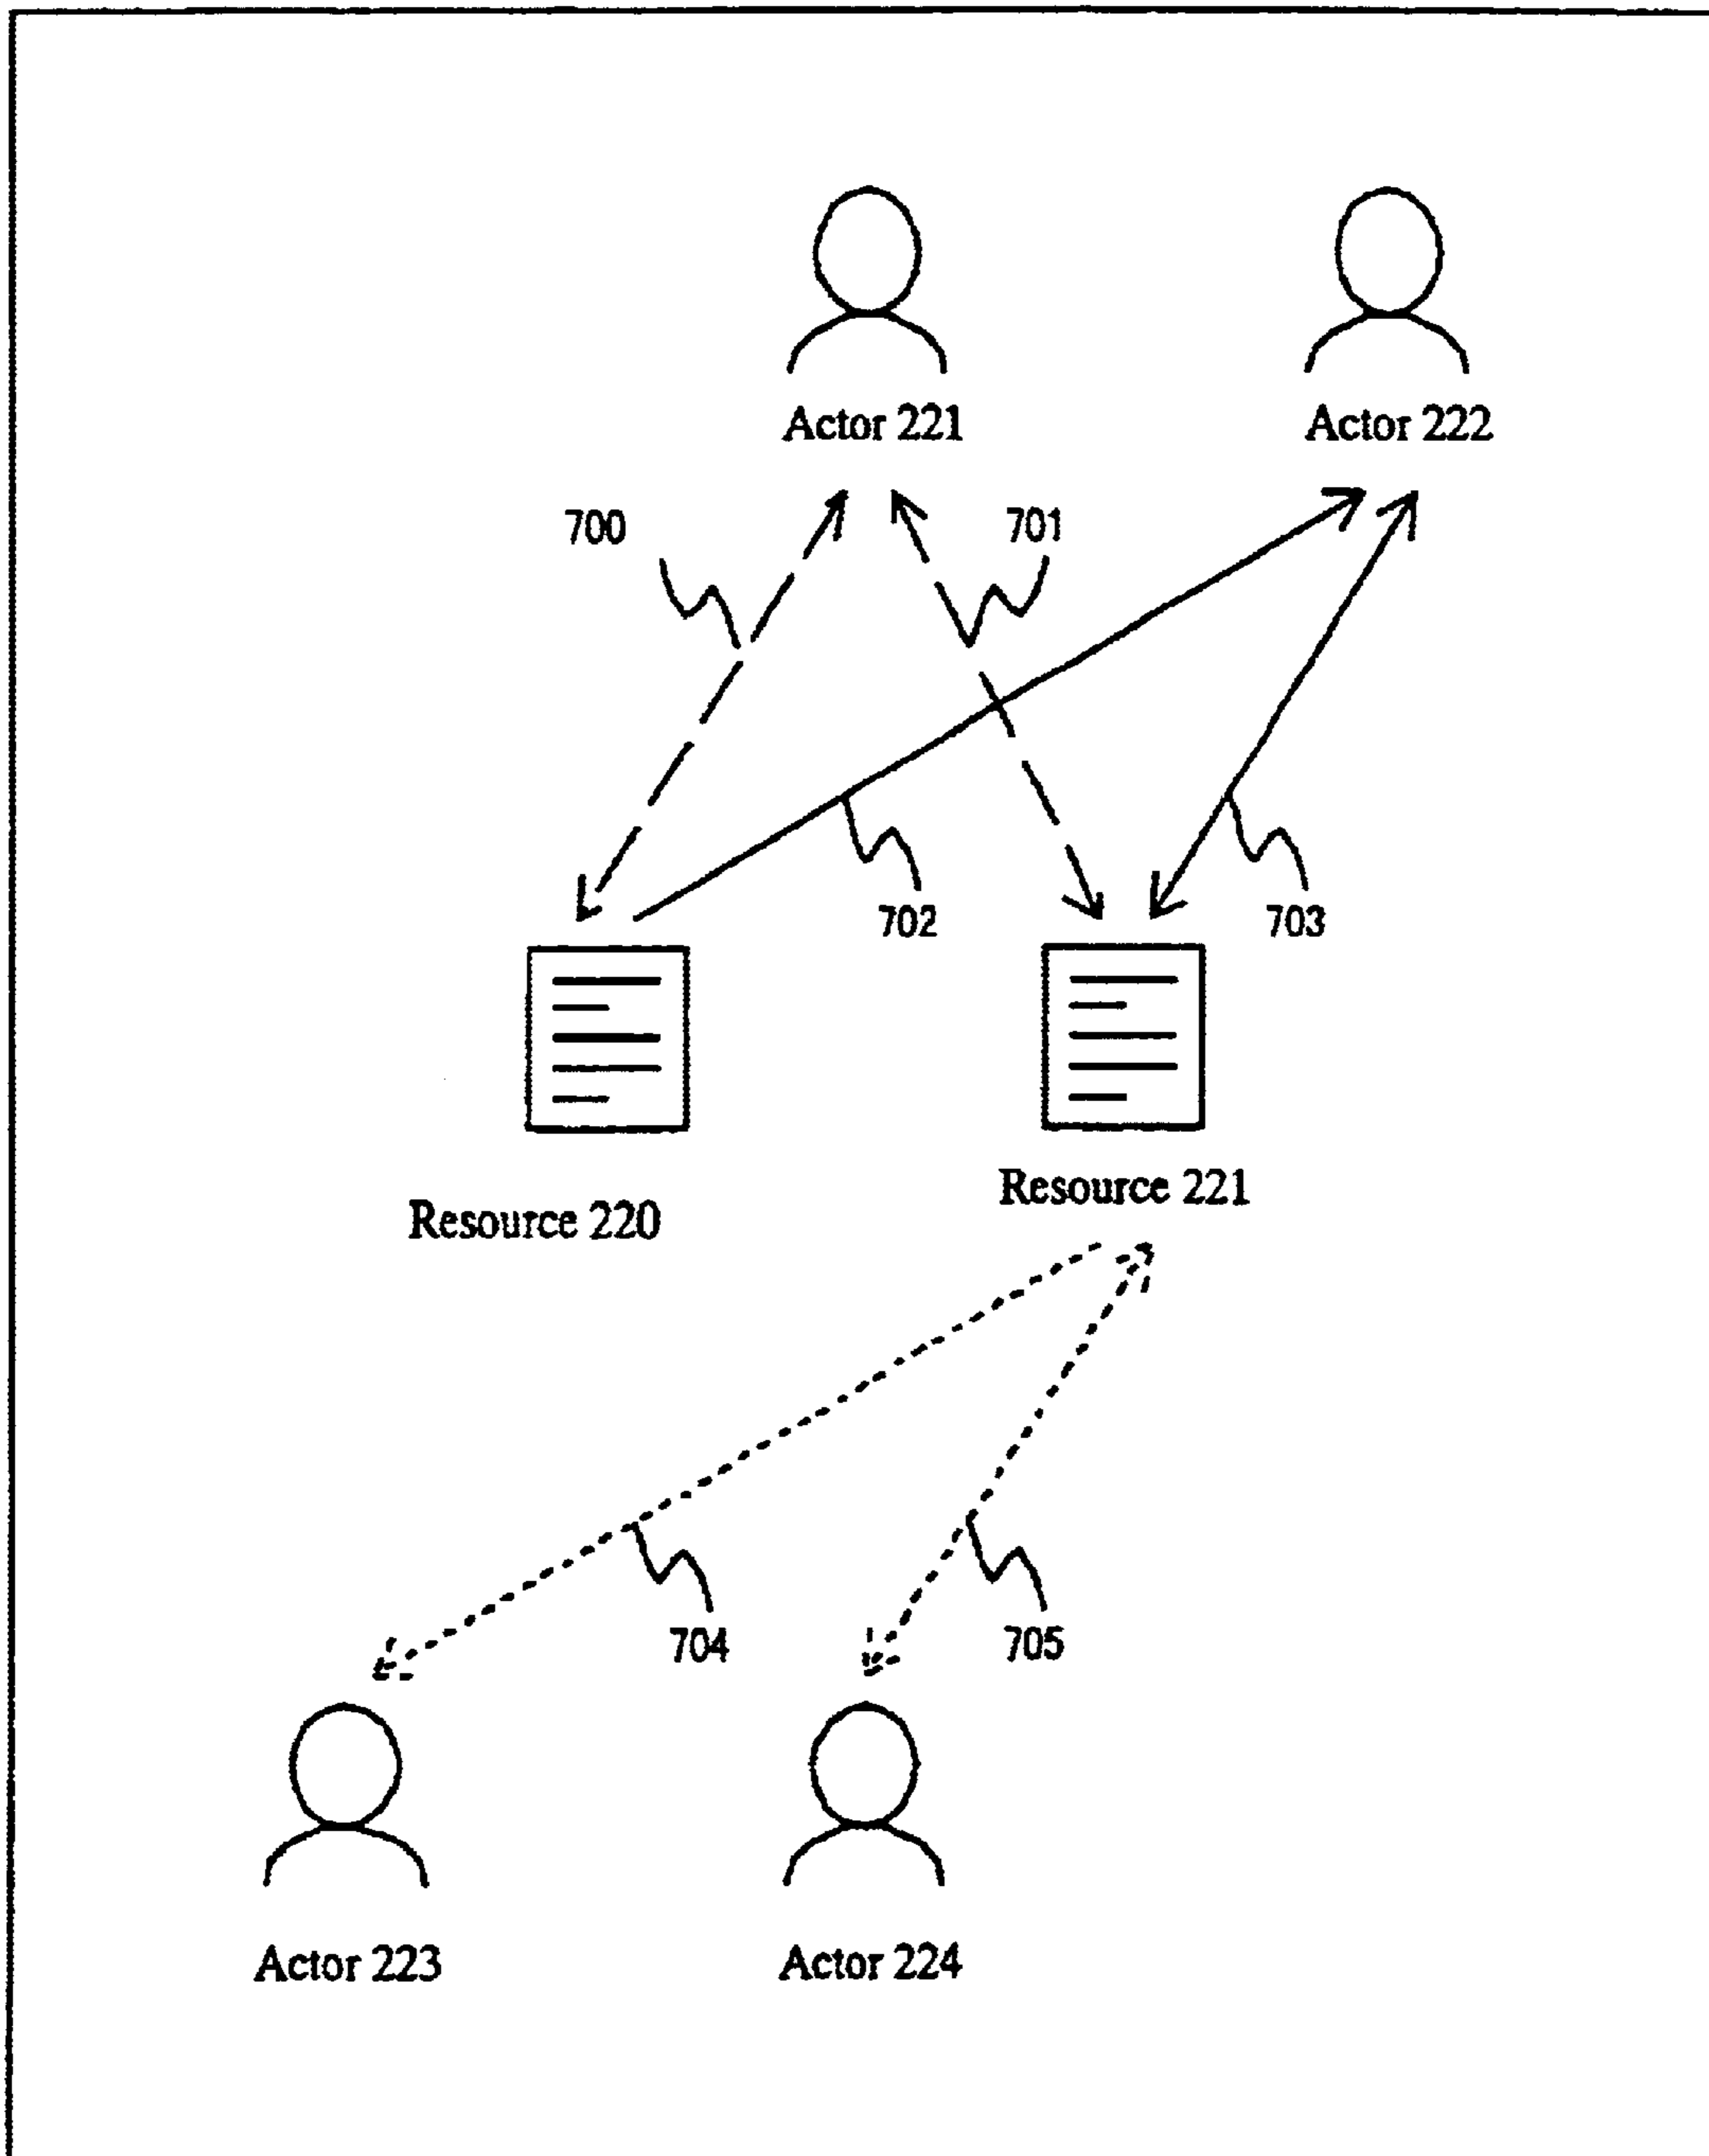 Actor 221
Actor 222
700
701
702
703
Resource 220
Resource 221
704
705
Actor 223
Actor 224